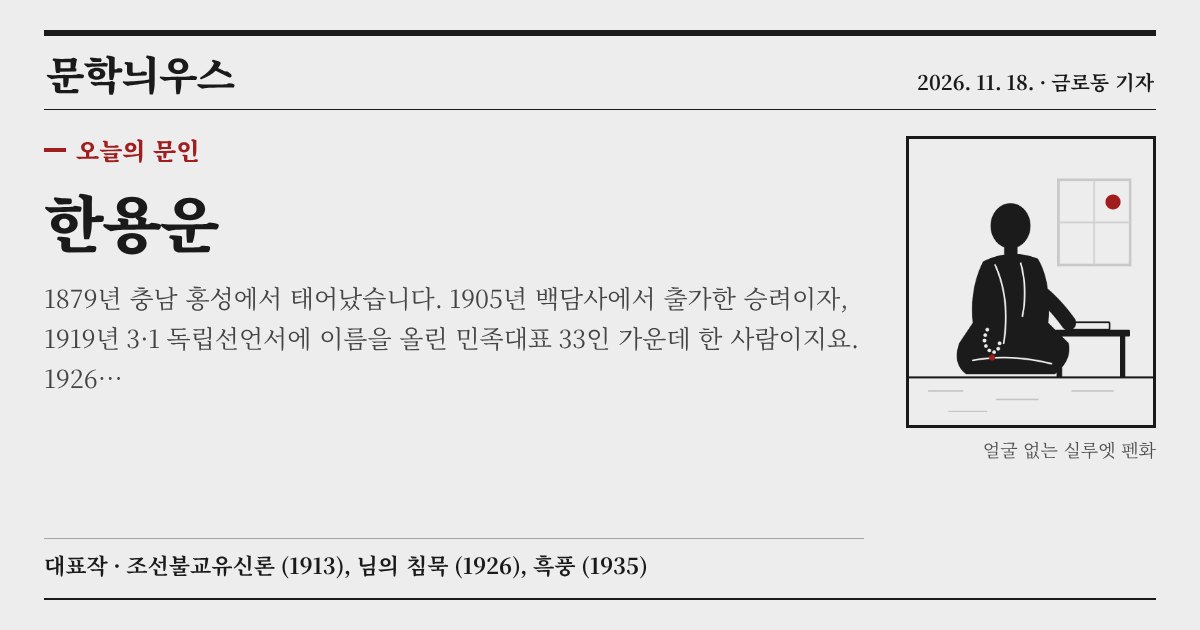 문학늬우스
2026. 11. 18. · 금로동 기자
오늘의 문인
한용운
1879년 충남 홍성에서 태어났습니다. 1905년 백담사에서 출가한 승려이자,
1919년 3·1 독립선언서에 이름을 올린 민족대표 33인 가운데 한 사람이지요.
1926…
얼굴 없는 실루엣 펜화
대표작 · 조선불교유신론 (1913), 님의 침묵 (1926), 흑풍 (1935)